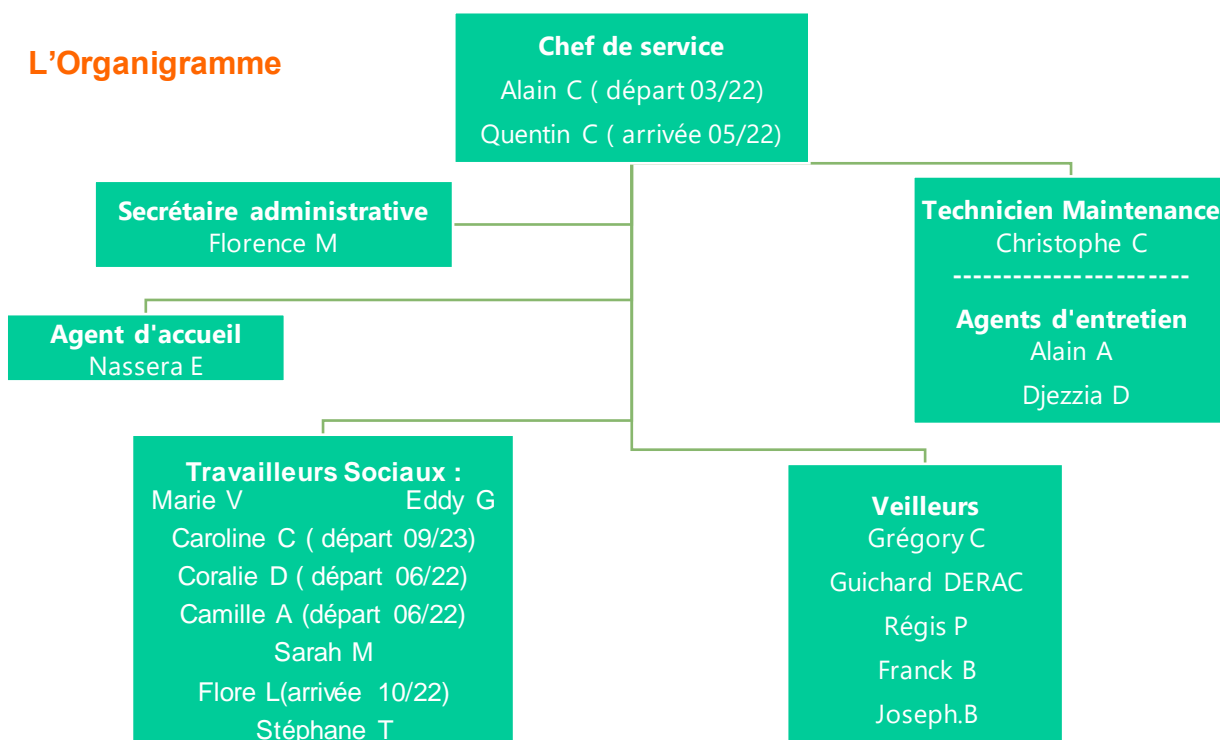 L'Organigramme
Chef de service
Alain C ( départ 03/22)
Quentin C ( arrivée 05/22)
Secrétaire administrative
Florence M
Technicien Maintenance
Christophe C
-----------------------
Agents d'entretien
Alain A
Djezzia D
Agent d'accueil
Nassera E
Travailleurs Sociaux :
Marie V Eddy G
Caroline C ( départ 09/23)
Coralie D ( départ 06/22)
Camille A (départ 06/22)
Sarah M
Flore L(arrivée 10/22)
Stéphane T
Veilleurs
Grégory C
Guichard DERAC
Régis P
Franck B
Joseph.B